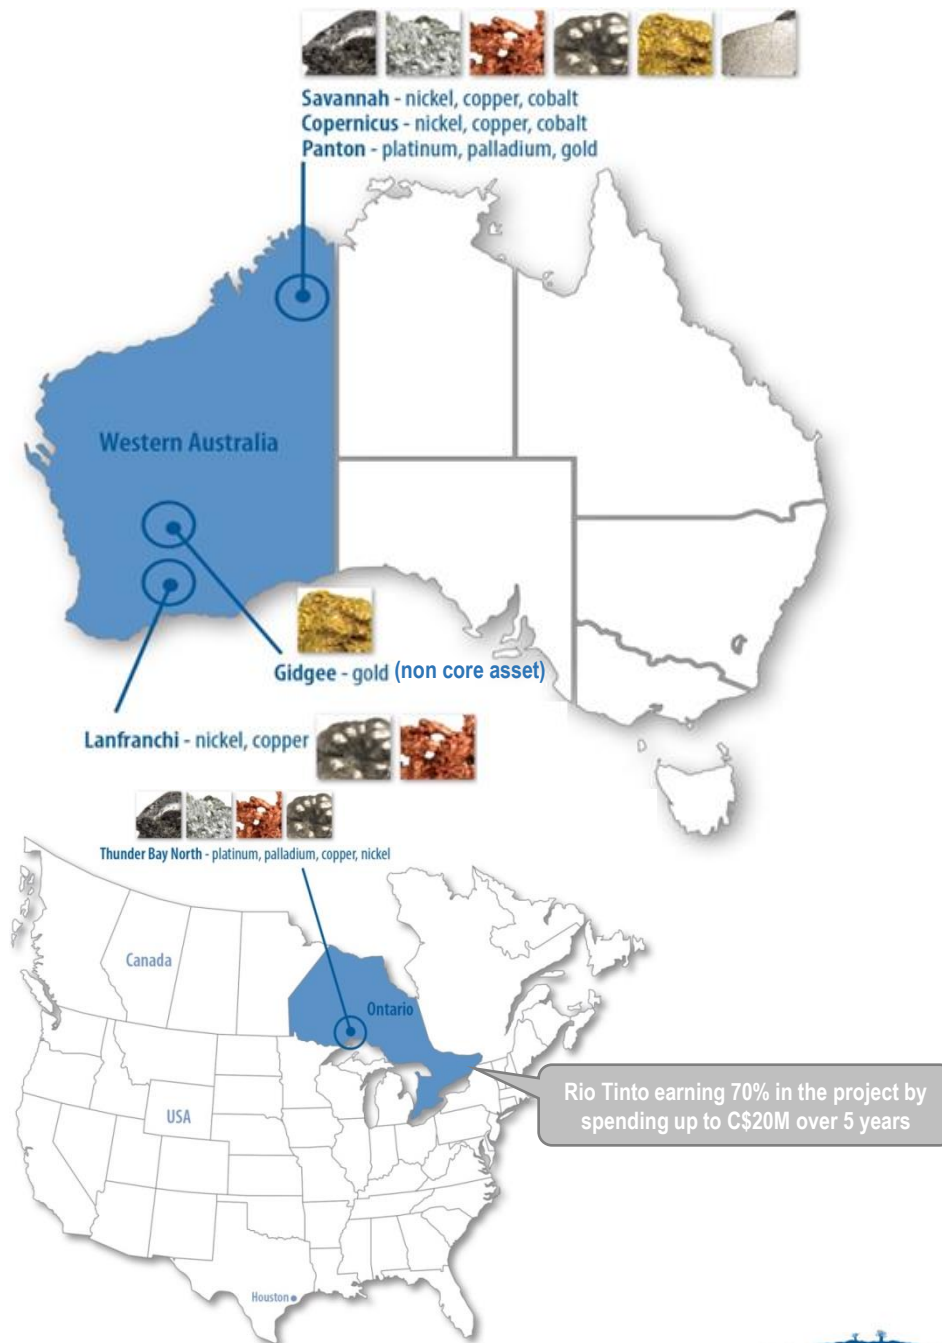 Savannah - nickel, copper, cobalt
Copernicus - nickel, copper, cobalt
Panton - platinum, palladium, gold
Western Australia
Gidgee - gold (non core asset)
Lanfranchi - nickel, copper
Thunder Bay North - platinum, palladium, copper, nickel
Canada
Ontario
Rio Tinto earning 70% in the project by
spending up to C$20M over 5 years
USA
Houston